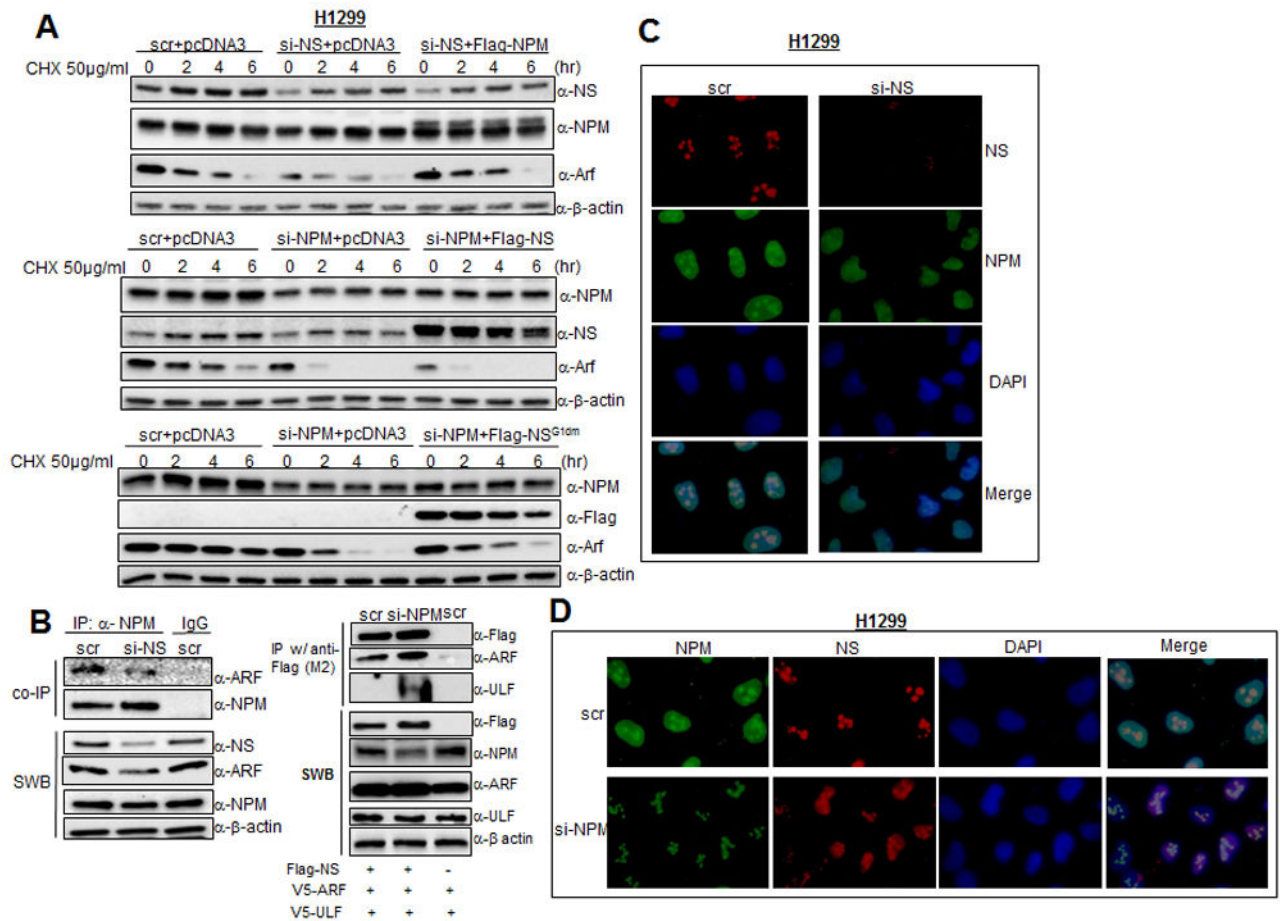 A
H1299
scr+pcDNA3 si-NS+pcDNA3 si-NS+Flag-NPM
CHX 50μg/ml 0 2 4 6 0 2 4 6 0 2 4 6 (hr)
α-NS
α-NPM
α-Arf
α-β-actin
scr+pcDNA3 si-NPM+pcDNA3 si-NPM+Flag-NS
CHX 50μg/ml 0 2 4 6 0 2 4 6 0 2 4 6 (hr)
α-NPM
α-NS
α-Arf
α-β-actin
scr+pcDNA3 si-NPM+pcDNA3 si-NPM+Flag-NS^G1dm
CHX 50μg/ml 0 2 4 6 0 2 4 6 0 2 4 6 (hr)
α-NPM
α-Flag
α-Arf
α-β-actin
B
IP: α- NPM IgG
scr si-NS scr
co-IP
α-ARF
α-NPM
SWB
α-NS
α-ARF
α-NPM
α-β-actin
scr si-NPM scr
IP w/ anti-Flag (M2)
α-Flag
α-ARF
α-ULF
SWB
α-Flag
α-NPM
α-ARF
α-ULF
α-β actin
Flag-NS + + -
V5-ARF + + +
V5-ULF + + +
C
H1299
scr si-NS
NS
NPM
DAPI
Merge
D
H1299
NPM NS DAPI Merge
scr
si-NPM